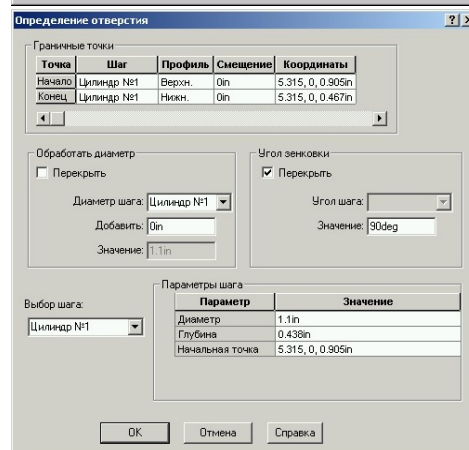 Определение отверстия
Граничные точки
Точка Шаг Профиль Смещение Координаты
Начало Цилиндр №1 Верхн. 0in 5.315, 0, 0.905in
Конец Цилиндр №1 Нижн. 0in 5.315, 0, 0.467in
Обработать диаметр
Перекрыть
Диаметр шага: Цилиндр №1
Добавить: 0in
Значение: 1.1in
Угол зенковки
Перекрыть
Угол шага:
Значение: 90deg
Выбор шага:
Цилиндр №1
Параметры шага
Параметр Значение
Диаметр 1.1in
Глубина 0.438in
Начальная точка 5.315, 0, 0.905in
OK Отмена Справка